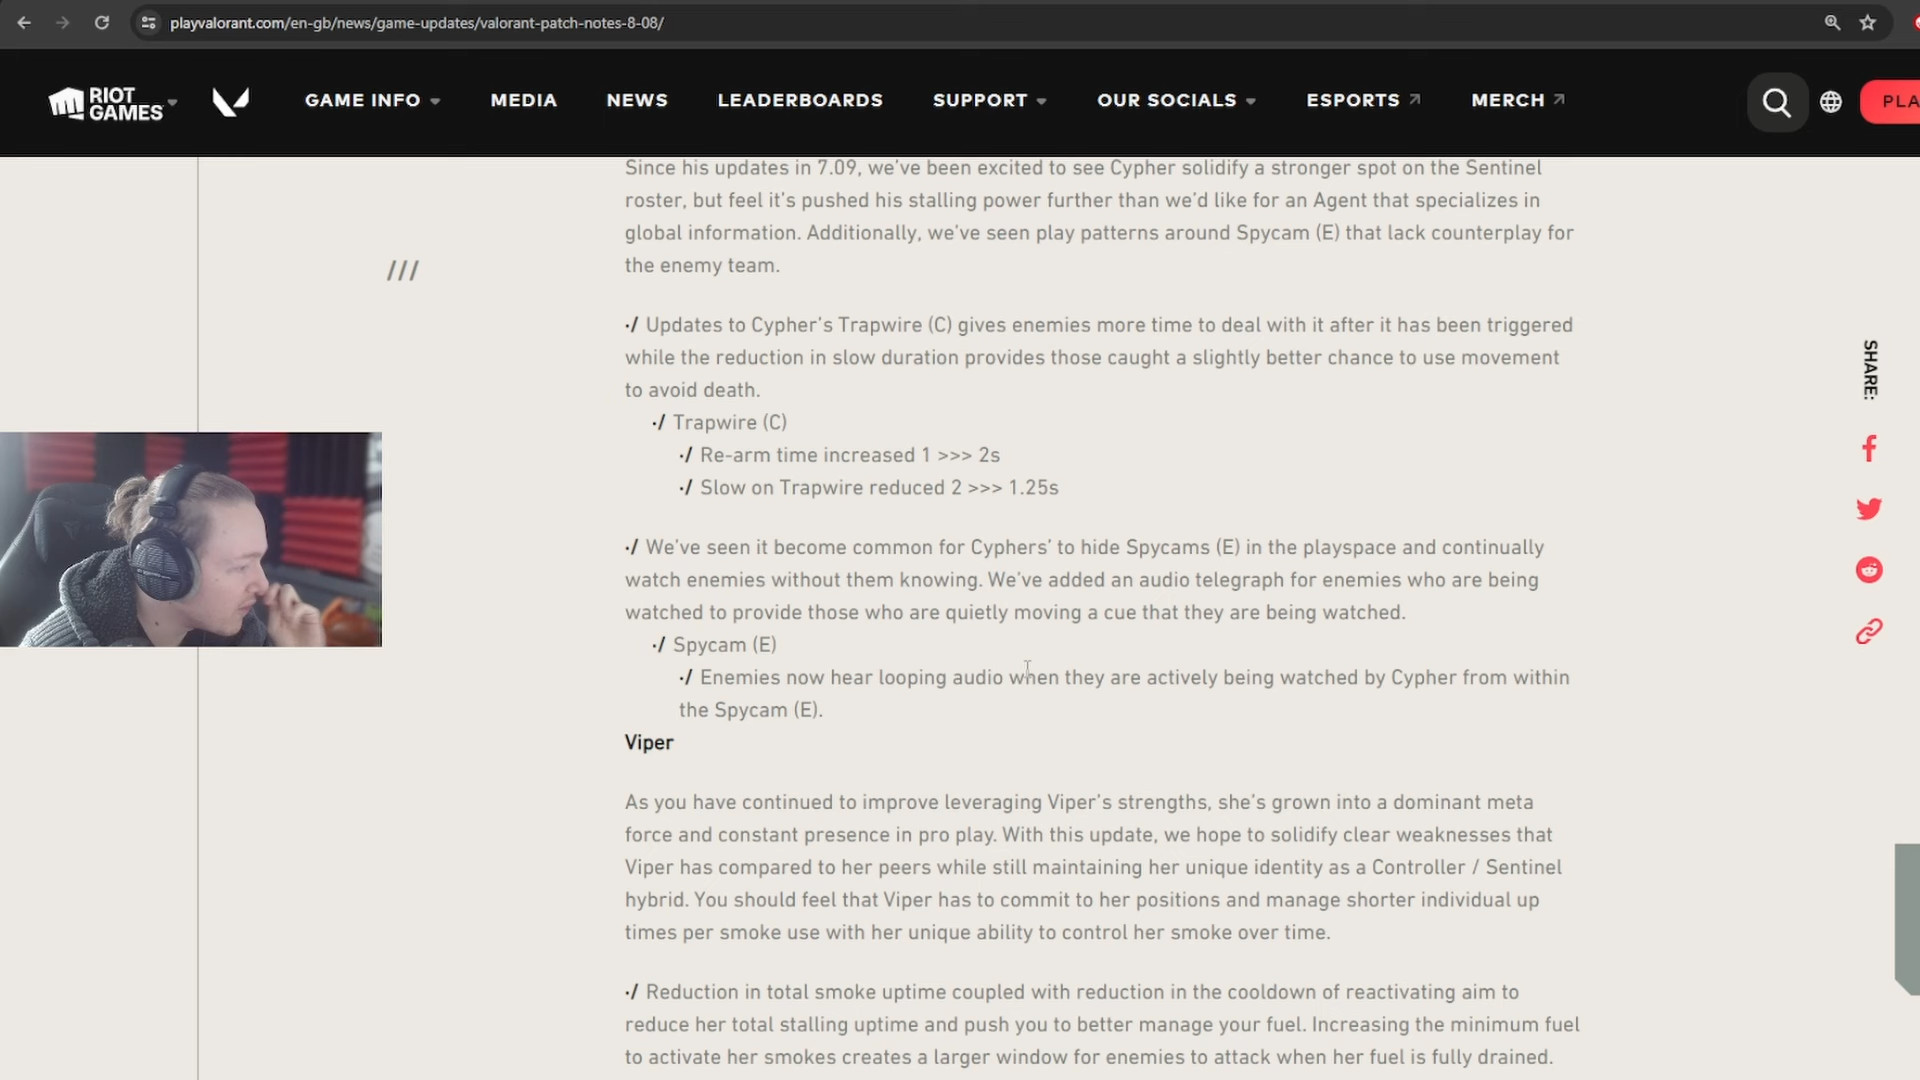 playvalorant.com/en-gb/news/game-updates/valorant-patch-notes-8-08/
RIOT GAMES
GAME INFO MEDIA NEWS LEADERBOARDS SUPPORT OUR SOCIALS ESPORTS MERCH
Since his updates in 7.09, we've been excited to see Cypher solidify a stronger spot on the Sentinel
roster, but feel it's pushed his stalling power further than we'd like for an Agent that specializes in
global information. Additionally, we've seen play patterns around Spycam (E) that lack counterplay for
the enemy team.
///
·/ Updates to Cypher's Trapwire (C) gives enemies more time to deal with it after it has been triggered
while the reduction in slow duration provides those caught a slightly better chance to use movement
to avoid death.
·/ Trapwire (C)
·/ Re-arm time increased 1 >>> 2s
·/ Slow on Trapwire reduced 2 >>> 1.25s
·/ We've seen it become common for Cyphers' to hide Spycams (E) in the playspace and continually
watch enemies without them knowing. We've added an audio telegraph for enemies who are being
watched to provide those who are quietly moving a cue that they are being watched.
·/ Spycam (E)
·/ Enemies now hear looping audio when they are actively being watched by Cypher from within
the Spycam (E).
Viper
As you have continued to improve leveraging Viper's strengths, she's grown into a dominant meta
force and constant presence in pro play. With this update, we hope to solidify clear weaknesses that
Viper has compared to her peers while still maintaining her unique identity as a Controller / Sentinel
hybrid. You should feel that Viper has to commit to her positions and manage shorter individual up
times per smoke use with her unique ability to control her smoke over time.
·/ Reduction in total smoke uptime coupled with reduction in the cooldown of reactivating aim to
reduce her total stalling uptime and push you to better manage your fuel. Increasing the minimum fuel
to activate her smokes creates a larger window for enemies to attack when her fuel is fully drained.
SHARE: